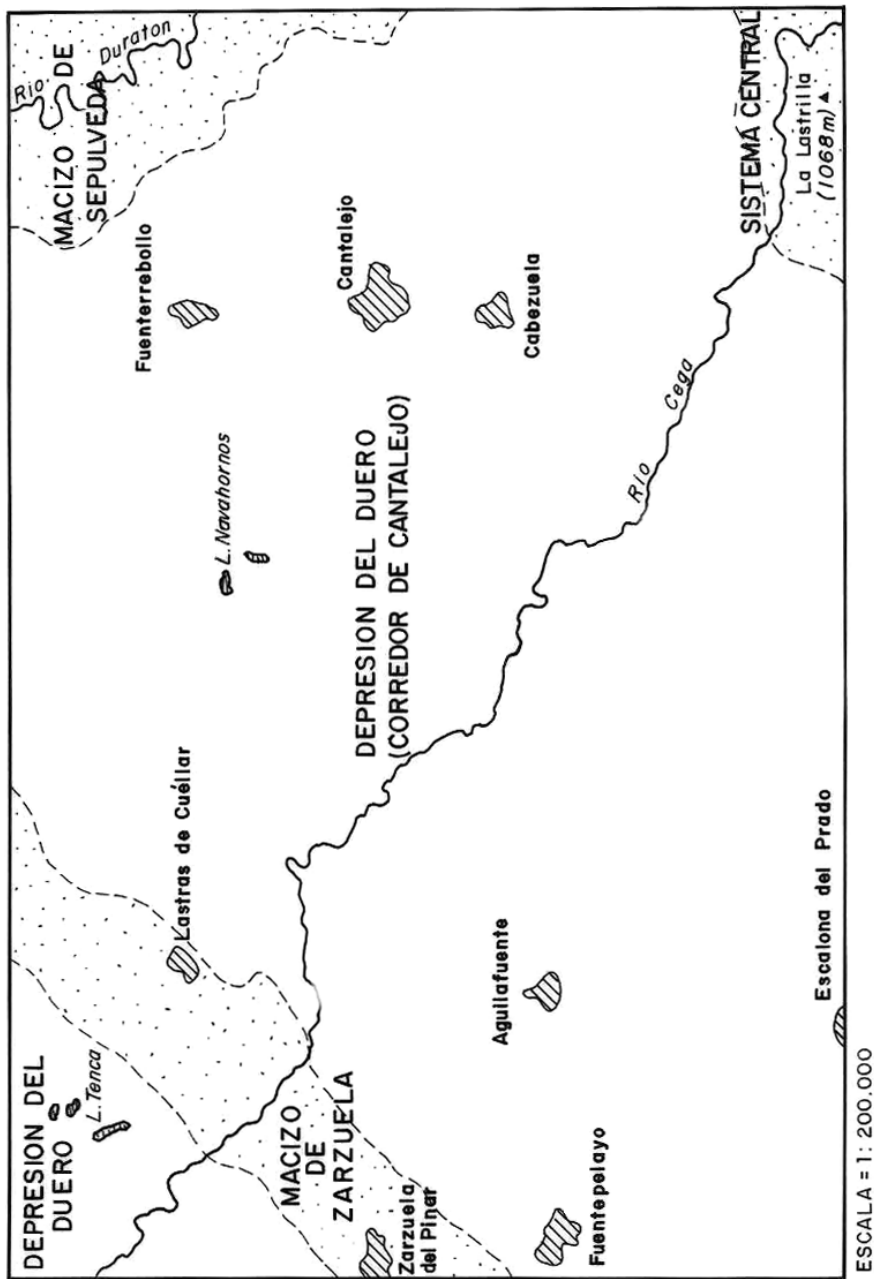 DEPRESION DEL
DUERO
L. Tenca
Lastras de Cuéllar
L. Navahornos
Fuenterrebollo
MACIZO DE
SEPULVEDA
Rio Duraton
MACIZO
DE
ZARZUELA
Zarzuela
del Pinar
DEPRESION DEL DUERO
(CORREDOR DE CANTALEJO)
Cantalejo
Cabezuela
Aguilafuente
Fuentepelayo
Rio Cega
SISTEMA CENTRAL
La Lastrilla
(1068m)
Escalona del Prado
ESCALA = 1: 200.000